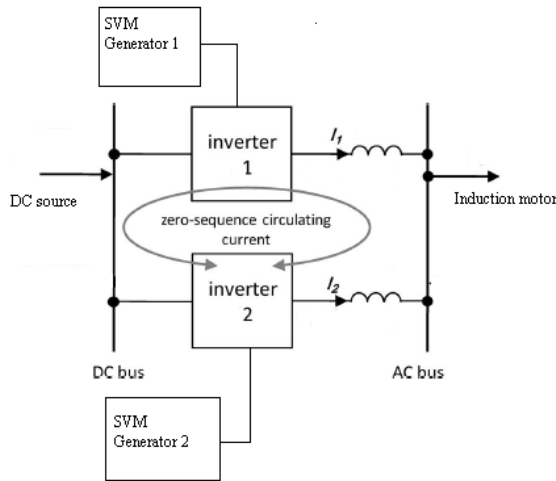 SVM
Generator 1
inverter
1
I1
DC source
Induction motor
zero-sequence circulating
current
inverter
2
I2
DC bus
AC bus
SVM
Generator 2